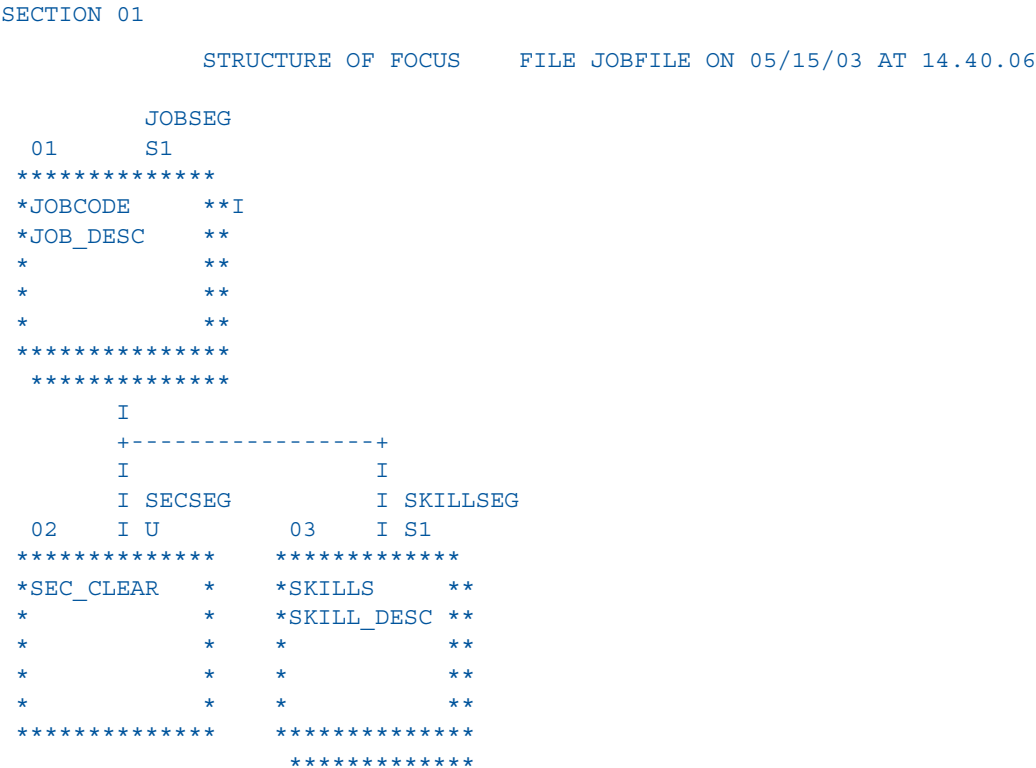 SECTION 01
              STRUCTURE OF FOCUS    FILE JOBFILE ON 05/15/03 AT 14.40.06
          JOBSEG
  01      S1
 **************
 *JOBCODE     **I
 *JOB_DESC    **
 *            **
 *            **
 *            **
 ***************
  **************
        I
        +-----------------+
        I                 I
        I SECSEG          I SKILLSEG
  02    I U         03    I S1
 **************    *************
 *SEC_CLEAR   *    *SKILLS     **
 *            *    *SKILL_DESC **
 *            *    *           **
 *            *    *           **
 *            *    *           **
 **************    **************
                    *************